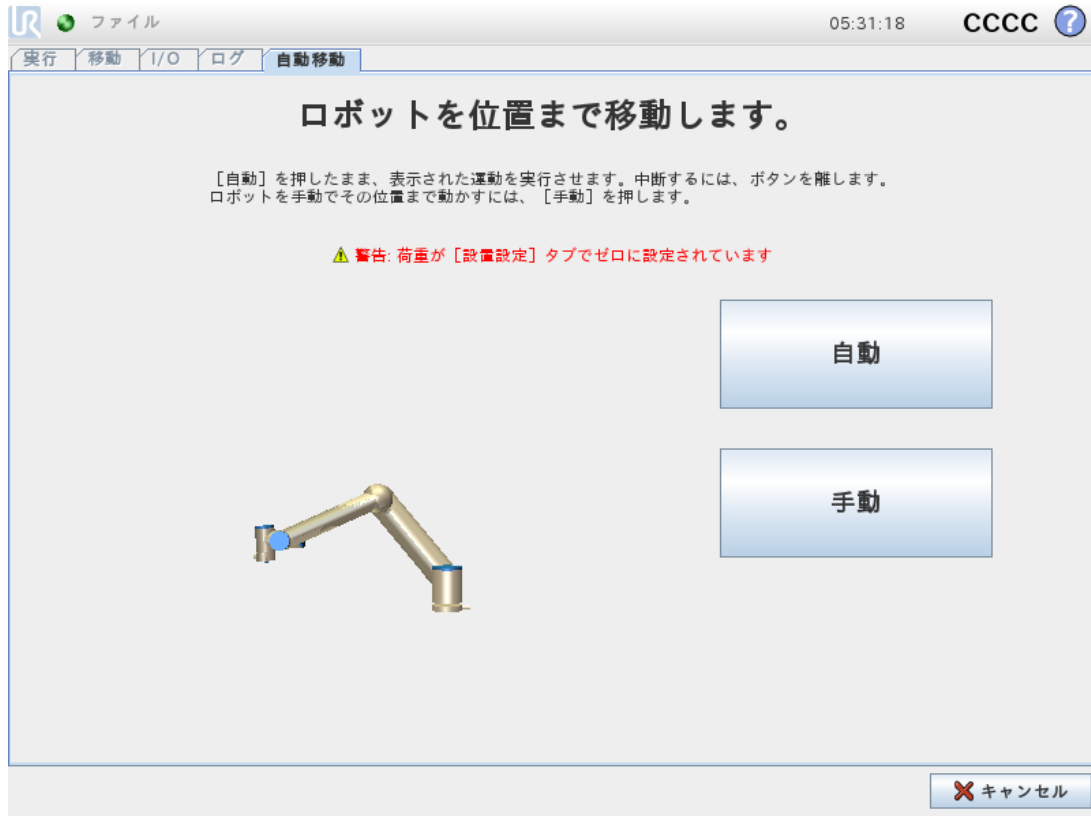 UR ファイル 05:31:18 CCCC ?
実行 移動 I/O ログ 自動移動
ロボットを位置まで移動します。
［自動］を押したまま、表示された運動を実行させます。中断するには、ボタンを離します。
ロボットを手動でその位置まで動かすには、［手動］を押します。
警告: 荷重が［設置設定］タブでゼロに設定されています
自動
手動
キャンセル